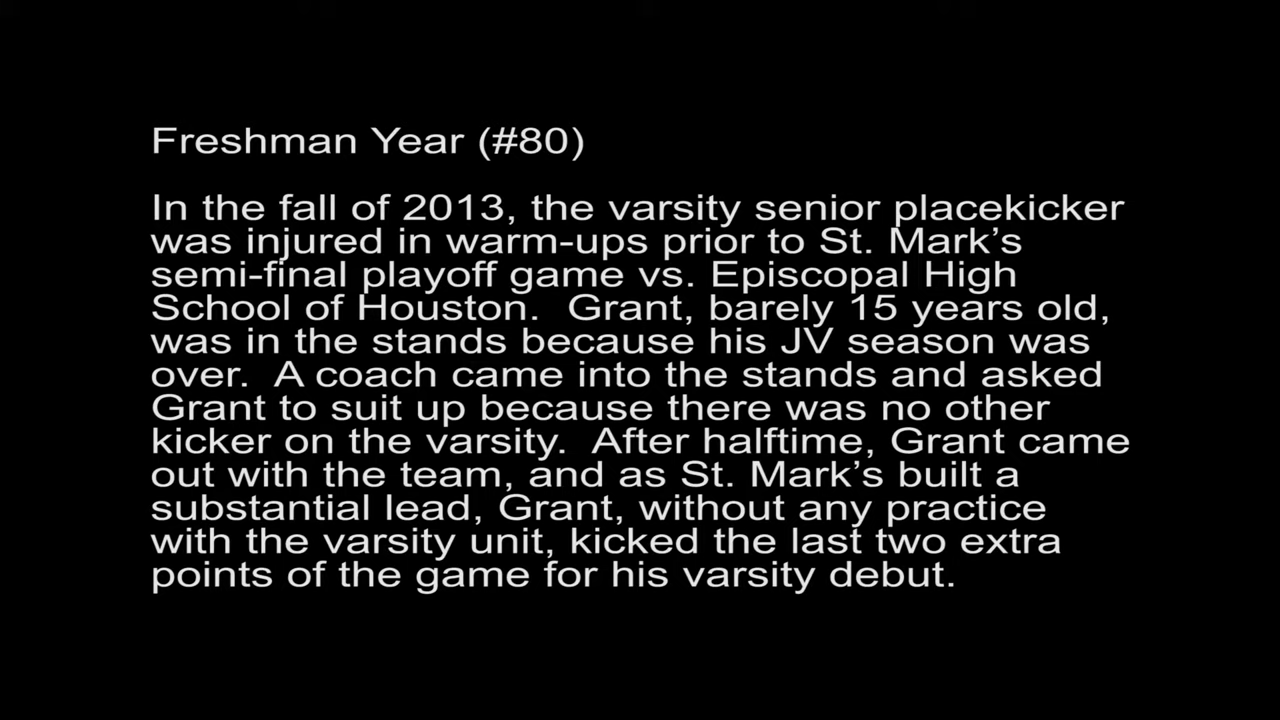 Freshman Year (#80)
In the fall of 2013, the varsity senior placekicker
was injured in warm-ups prior to St. Mark’s
semi-final playoff game vs. Episcopal High
School of Houston.  Grant, barely 15 years old,
was in the stands because his JV season was
over.  A coach came into the stands and asked
Grant to suit up because there was no other
kicker on the varsity.  After halftime, Grant came
out with the team, and as St. Mark’s built a
substantial lead, Grant, without any practice
with the varsity unit, kicked the last two extra
points of the game for his varsity debut.